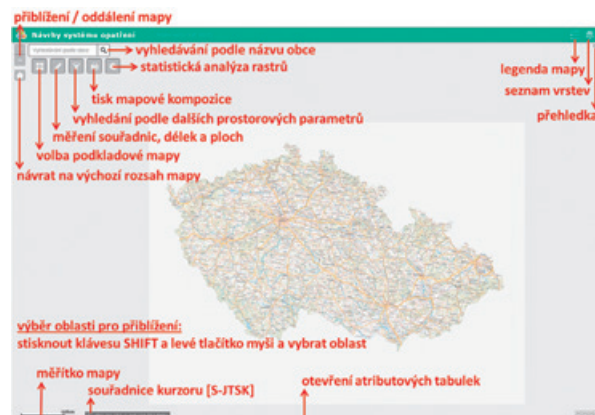 přiblížení / oddálení mapy
Návrhy systému opatření
Vyhledávání podle obce
vyhledávání podle názvu obce
statistická analýza rastrů
legenda mapy
seznam vrstev
přehledka
tisk mapové kompozice
vyhledání podle dalších prostorových parametrů
měření souřadnic, délek a ploch
volba podkladové mapy
návrat na výchozí rozsah mapy
výběr oblasti pro přiblížení:
stisknout klávesu SHIFT a levé tlačítko myši a vybrat oblast
měřítko mapy
souřadnice kurzoru [S-JTSK]
otevření atributových tabulek